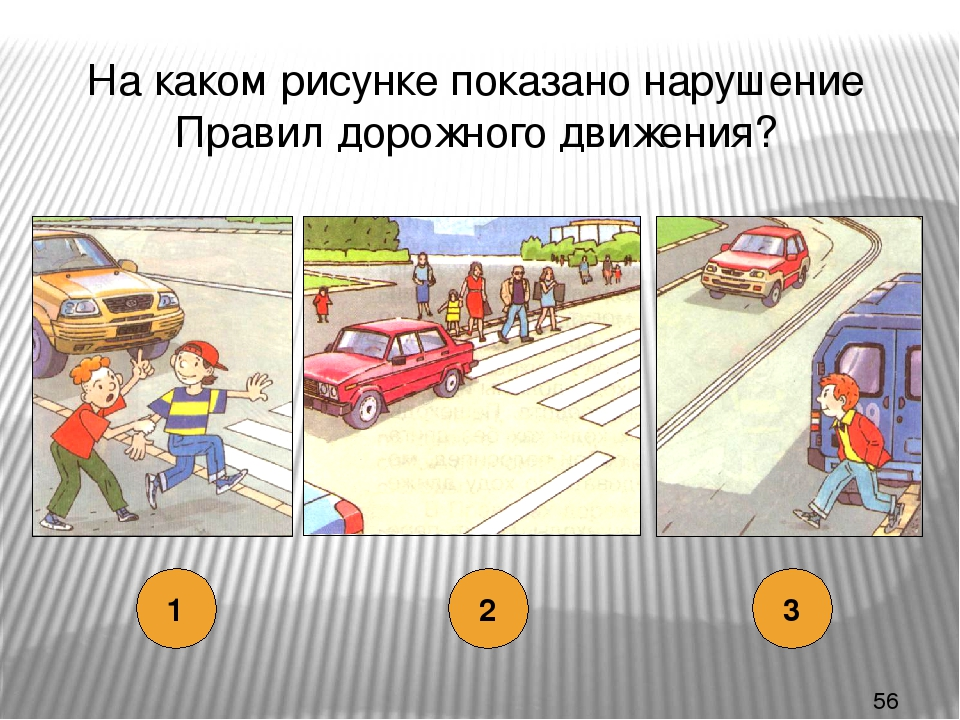 На каком рисунке показано нарушение
Правил дорожного движения?
1
2
3
56